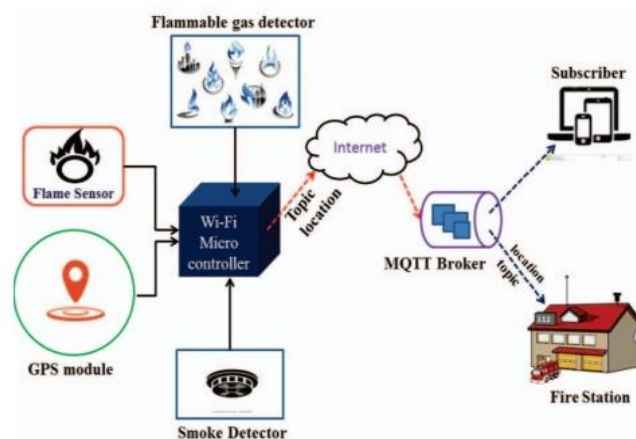 Flammable gas detector
Subscriber
Flame Sensor
Internet
Wi-Fi
Micro
controller
Topic
location
MQTT Broker
location
topic
GPS module
Smoke Detector
Fire Station